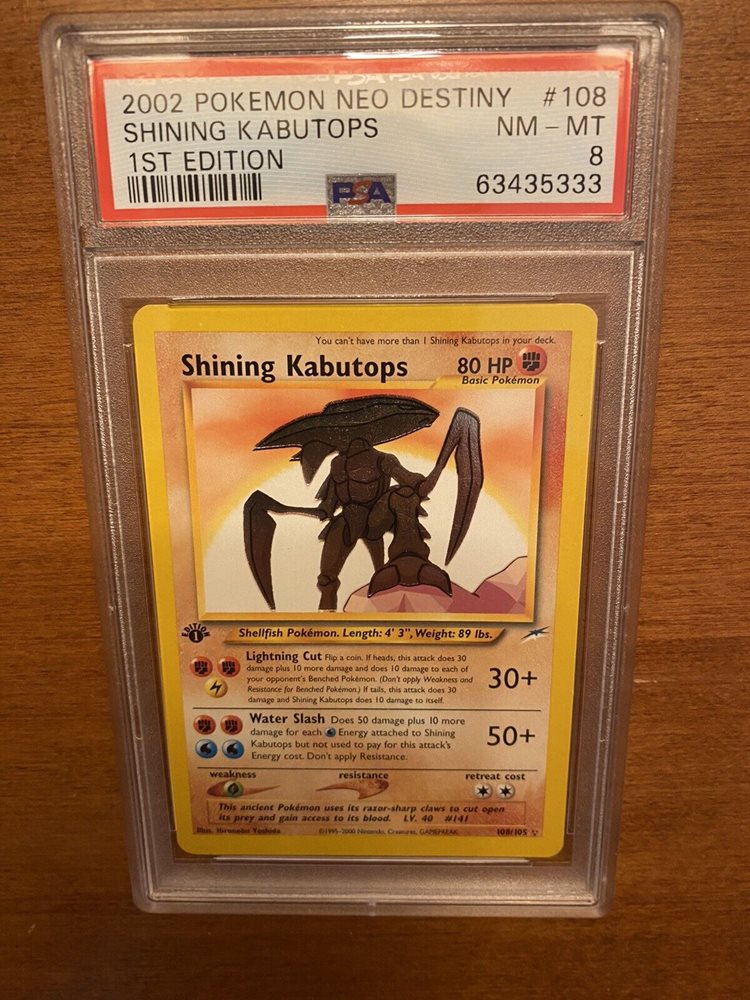 2002 POKEMON NEO DESTINY #108
SHINING KABUTOPS NM - MT
1ST EDITION 8
PSA 63435333
You can't have more than 1 Shining Kabutops in your deck.
Shining Kabutops 80 HP
Basic Pokémon
EDITION
1
Shellfish Pokémon. Length: 4' 3", Weight: 89 lbs.
Lightning Cut Flip a coin. If heads, this attack does 30
damage plus 10 more damage and does 10 damage to each of
your opponent's Benched Pokémon. (Don't apply Weakness and
Resistance for Benched Pokémon.) If tails, this attack does 30
damage and Shining Kabutops does 10 damage to itself.
30+
Water Slash Does 50 damage plus 10 more
damage for each Energy attached to Shining
Kabutops but not used to pay for this attack's
Energy cost. Don't apply Resistance.
50+
weakness resistance retreat cost
This ancient Pokémon uses its razor-sharp claws to cut open
its prey and gain access to its blood. LV. 40 #141
Illus. Hironobu Yoshida ©1995-2000 Nintendo, Creatures, GAMEFREAK. 108/105